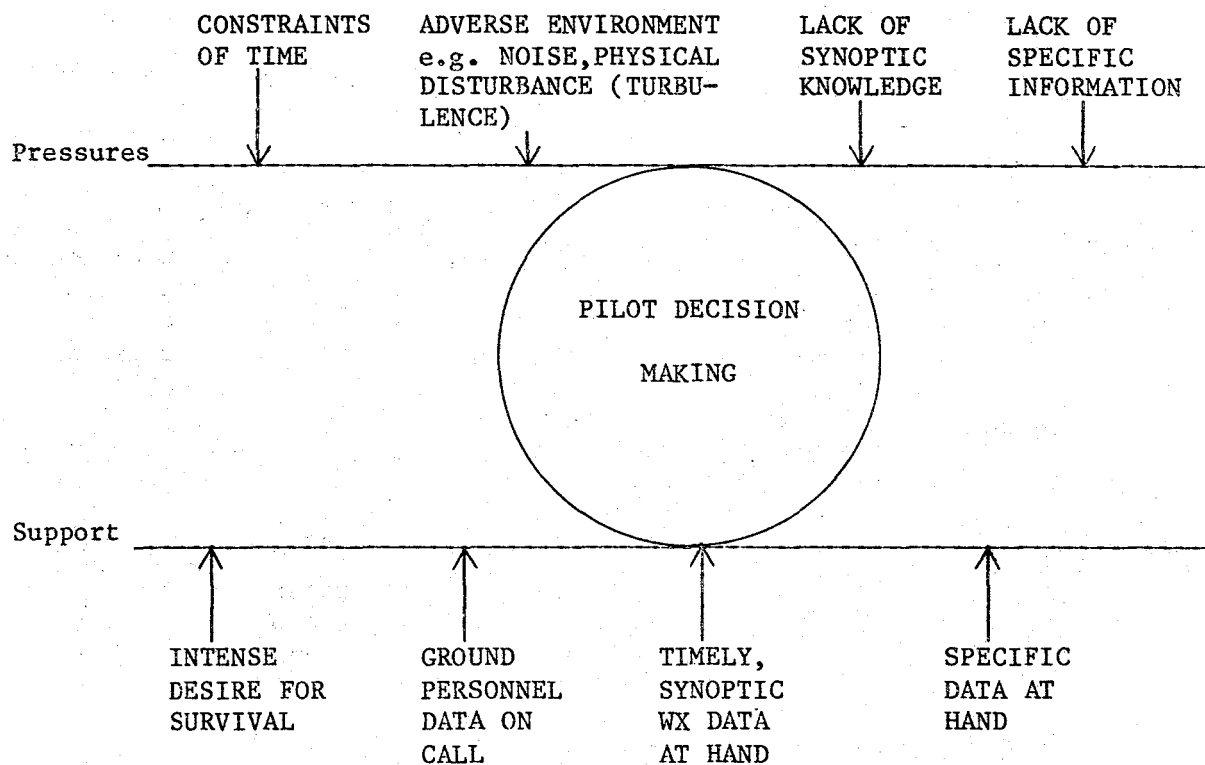 CONSTRAINTS
OF TIME
ADVERSE ENVIRONMENT
e.g. NOISE,PHYSICAL
DISTURBANCE (TURBU-
LENCE)
LACK OF
SYNOPTIC
KNOWLEDGE
LACK OF
SPECIFIC
INFORMATION
Pressures
PILOT DECISION
MAKING
Support
INTENSE
DESIRE FOR
SURVIVAL
GROUND
PERSONNEL
DATA ON
CALL
TIMELY,
SYNOPTIC
WX DATA
AT HAND
SPECIFIC
DATA AT
HAND